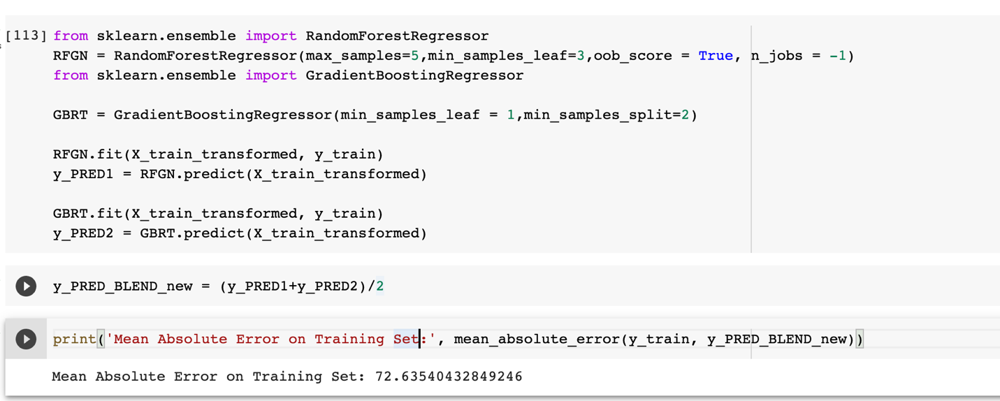 [113] from sklearn.ensemble import RandomForestRegressor
RFGN = RandomForestRegressor(max_samples=5,min_samples_leaf=3,oob_score = True, n_jobs = -1)
from sklearn.ensemble import GradientBoostingRegressor
GBRT = GradientBoostingRegressor(min_samples_leaf = 1,min_samples_split=2)
RFGN.fit(X_train_transformed, y_train)
y_PRED1 = RFGN.predict(X_train_transformed)
GBRT.fit(X_train_transformed, y_train)
y_PRED2 = GBRT.predict(X_train_transformed)
y_PRED_BLEND_new = (y_PRED1+y_PRED2)/2
print('Mean Absolute Error on Training Set:', mean_absolute_error(y_train, y_PRED_BLEND_new))
Mean Absolute Error on Training Set: 72.63540432849246